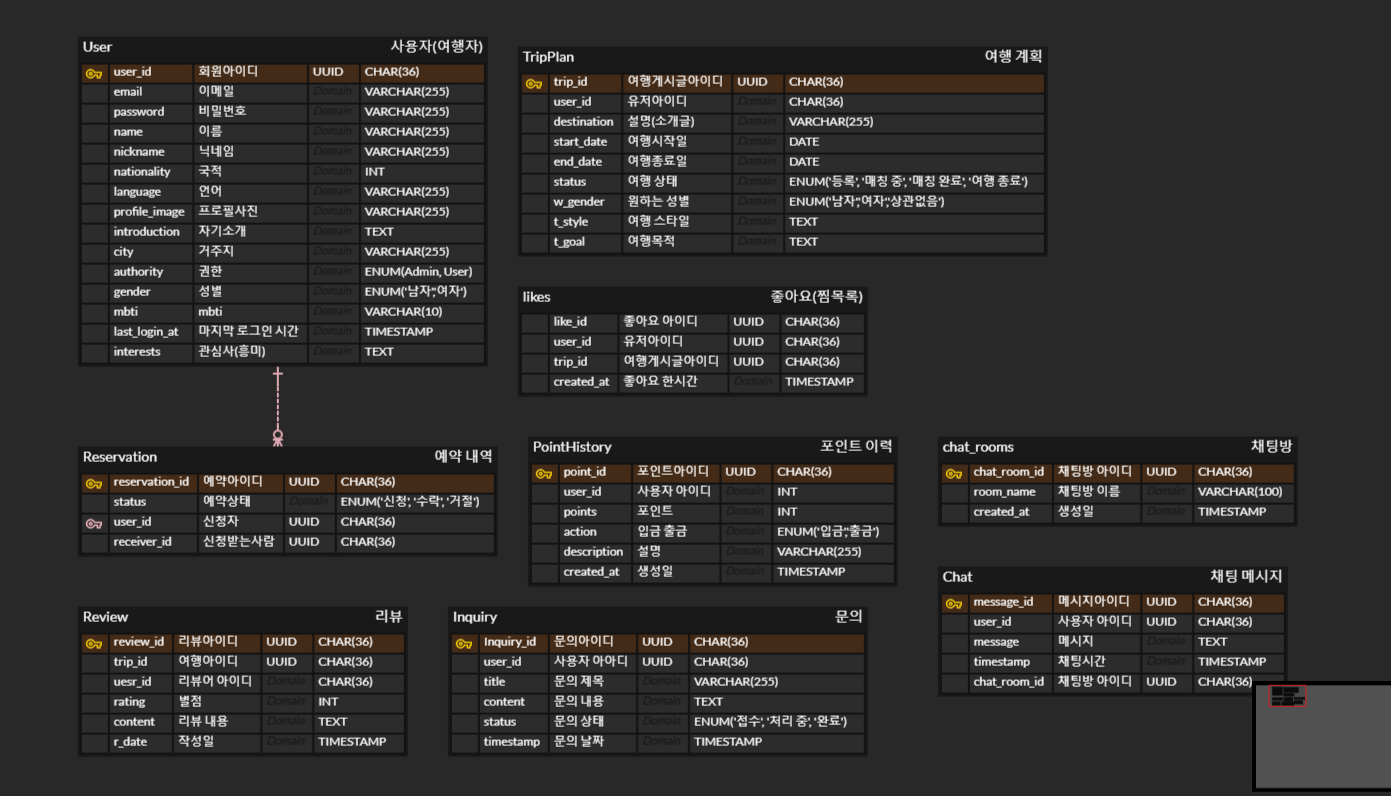 User 사용자(여행자)
user_id 회원아이디 UUID CHAR(36)
email 이메일 Domain VARCHAR(255)
password 비밀번호 Domain VARCHAR(255)
name 이름 Domain VARCHAR(255)
nickname 닉네임 Domain VARCHAR(255)
nationality 국적 Domain INT
language 언어 Domain VARCHAR(255)
profile_image 프로필사진 Domain VARCHAR(255)
introduction 자기소개 Domain TEXT
city 거주지 Domain VARCHAR(255)
authority 권한 Domain ENUM(Admin, User)
gender 성별 Domain ENUM('남자','여자')
mbti mbti Domain VARCHAR(10)
last_login_at 마지막 로그인 시간 Domain TIMESTAMP
interests 관심사(흥미) Domain TEXT
TripPlan 여행 계획
trip_id 여행게시글아이디 UUID CHAR(36)
user_id 유저아이디 Domain CHAR(36)
destination 설명(소개글) Domain VARCHAR(255)
start_date 여행시작일 Domain DATE
end_date 여행종료일 Domain DATE
status 여행 상태 Domain ENUM('등록', '매칭 중', '매칭 완료', '여행 종료')
w_gender 원하는 성별 Domain ENUM('남자','여자','상관없음')
t_style 여행 스타일 Domain TEXT
t_goal 여행목적 Domain TEXT
likes 좋아요(찜목록)
like_id 좋아요 아이디 UUID CHAR(36)
user_id 유저아이디 UUID CHAR(36)
trip_id 여행게시글아이디 UUID CHAR(36)
created_at 좋아요 한시간 Domain TIMESTAMP
Reservation 예약 내역
reservation_id 예약아이디 UUID CHAR(36)
status 예약상태 Domain ENUM('신청', '수락', '거절')
user_id 신청자 UUID CHAR(36)
receiver_id 신청받는사람 UUID CHAR(36)
PointHistory 포인트 이력
point_id 포인트아이디 UUID CHAR(36)
user_id 사용자 아이디 Domain INT
points 포인트 Domain INT
action 입금 출금 Domain ENUM('입금','출금')
description 설명 Domain VARCHAR(255)
created_at 생성일 Domain TIMESTAMP
chat_rooms 채팅방
chat_room_id 채팅방 아이디 UUID CHAR(36)
room_name 채팅방 이름 Domain VARCHAR(100)
created_at 생성일 Domain TIMESTAMP
Chat 채팅 메시지
message_id 메시지아이디 UUID CHAR(36)
user_id 사용자 아이디 UUID CHAR(36)
message 메시지 Domain TEXT
timestamp 채팅시간 Domain TIMESTAMP
chat_room_id 채팅방 아이디 UUID CHAR(36)
Review 리뷰
review_id 리뷰아이디 UUID CHAR(36)
trip_id 여행아이디 UUID CHAR(36)
uesr_id 리뷰어 아이디 Domain CHAR(36)
rating 별점 Domain INT
content 리뷰 내용 Domain TEXT
r_date 작성일 Domain TIMESTAMP
Inquiry 문의
Inquiry_id 문의아이디 UUID CHAR(36)
user_id 사용자 아아디 UUID CHAR(36)
title 문의 제목 Domain VARCHAR(255)
content 문의 내용 Domain TEXT
status 문의 상태 Domain ENUM('접수', '처리 중', '완료')
timestamp 문의 날짜 Domain TIMESTAMP